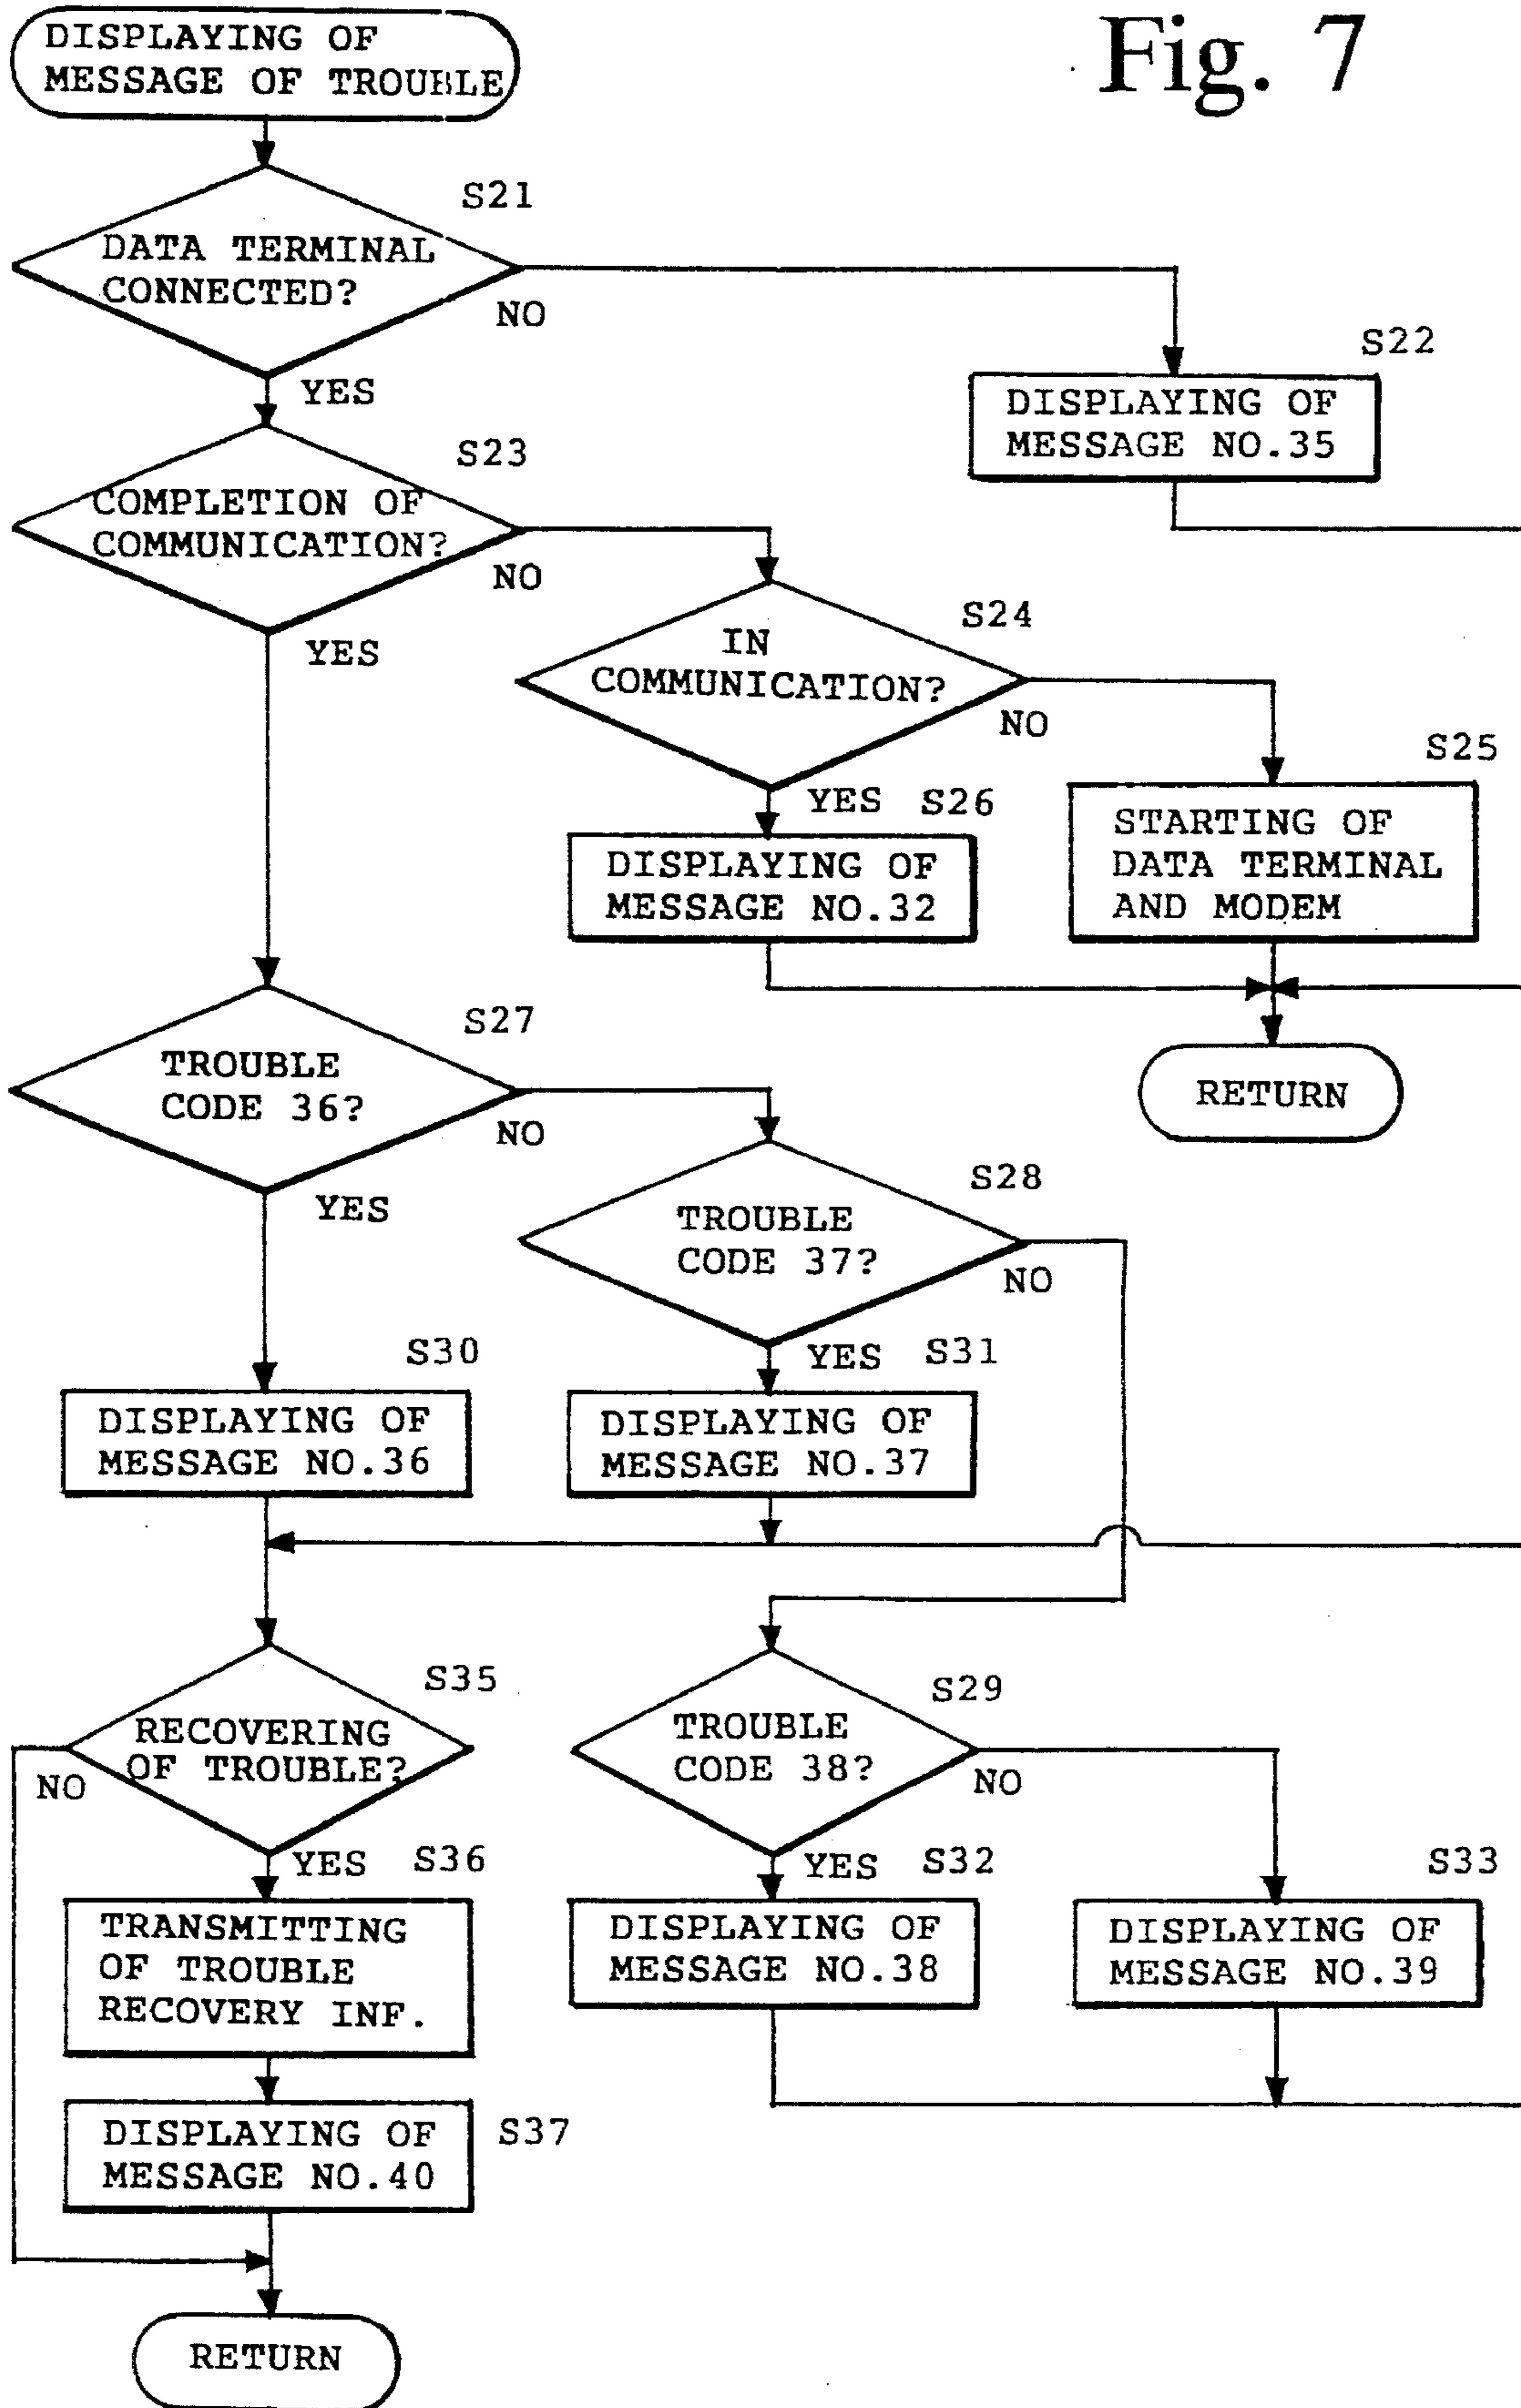 Fig. 7
DISPLAYING OF
MESSAGE OF TROUBLE
S21
DATA TERMINAL
CONNECTED?
NO
YES
S22
DISPLAYING OF
MESSAGE NO.35
S23
COMPLETION OF
COMMUNICATION?
NO
YES
S24
IN
COMMUNICATION?
NO
YES
S25
STARTING OF
DATA TERMINAL
AND MODEM
S26
DISPLAYING OF
MESSAGE NO.32
RETURN
S27
TROUBLE
CODE 36?
NO
YES
S28
TROUBLE
CODE 37?
NO
YES
S30
DISPLAYING OF
MESSAGE NO.36
S31
DISPLAYING OF
MESSAGE NO.37
S35
RECOVERING
OF TROUBLE?
NO
YES
S29
TROUBLE
CODE 38?
NO
YES
S36
TRANSMITTING
OF TROUBLE
RECOVERY INF.
S32
DISPLAYING OF
MESSAGE NO.38
S33
DISPLAYING OF
MESSAGE NO.39
S37
DISPLAYING OF
MESSAGE NO.40
RETURN